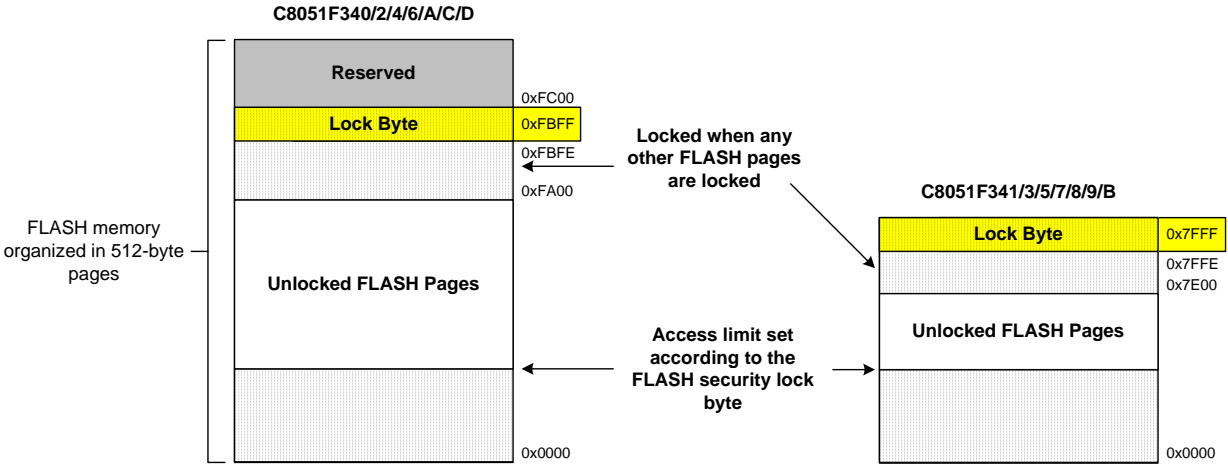 C8051F340/2/4/6/A/C/D
Reserved
0xFC00
Lock Byte
0xFBFF
0xFBFE
0xFA00
Unlocked FLASH Pages
0x0000
FLASH memory
organized in 512-byte
pages
Locked when any
other FLASH pages
are locked
Access limit set
according to the
FLASH security lock
byte
C8051F341/3/5/7/8/9/B
Lock Byte
0x7FFF
0x7FFE
0x7E00
Unlocked FLASH Pages
0x0000